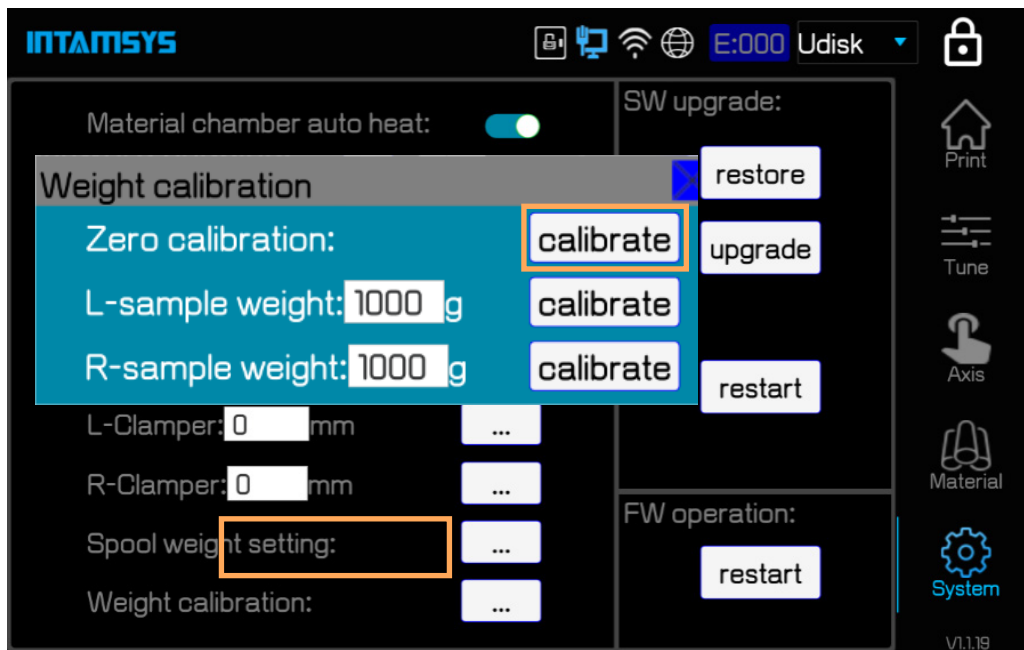 INTAMSYS
E:000 Udisk
Material chamber auto heat:
Weight calibration
Zero calibration: calibrate
L-sample weight: 1000 g calibrate
R-sample weight: 1000 g calibrate
L-Clamper: 0 mm ...
R-Clamper: 0 mm ...
Spool weight setting: ...
Weight calibration: ...
SW upgrade:
restore
upgrade
restart
FW operation:
restart
Print
Tune
Axis
Material
System
V1.1.19